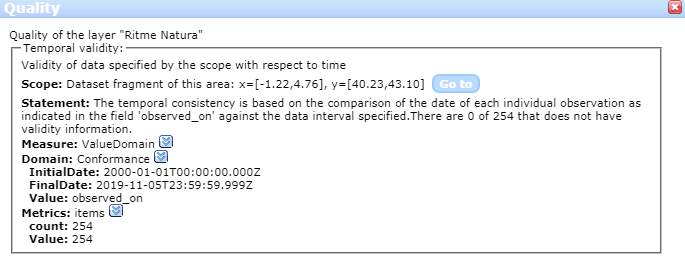 Quality
Quality of the layer "Ritme Natura"
Temporal validity:
Validity of data specified by the scope with respect to time
Scope: Dataset fragment of this area: x=[-1.22,4.76], y=[40.23,43.10] Go to
Statement: The temporal consistency is based on the comparison of the date of each individual observation as
indicated in the field 'observed_on' against the data interval specified.There are 0 of 254 that does not have
validity information.
Measure: ValueDomain
Domain: Conformance
InitialDate: 2000-01-01T00:00:00.000Z
FinalDate: 2019-11-05T23:59:59.999Z
Value: observed_on
Metrics: items
count: 254
Value: 254